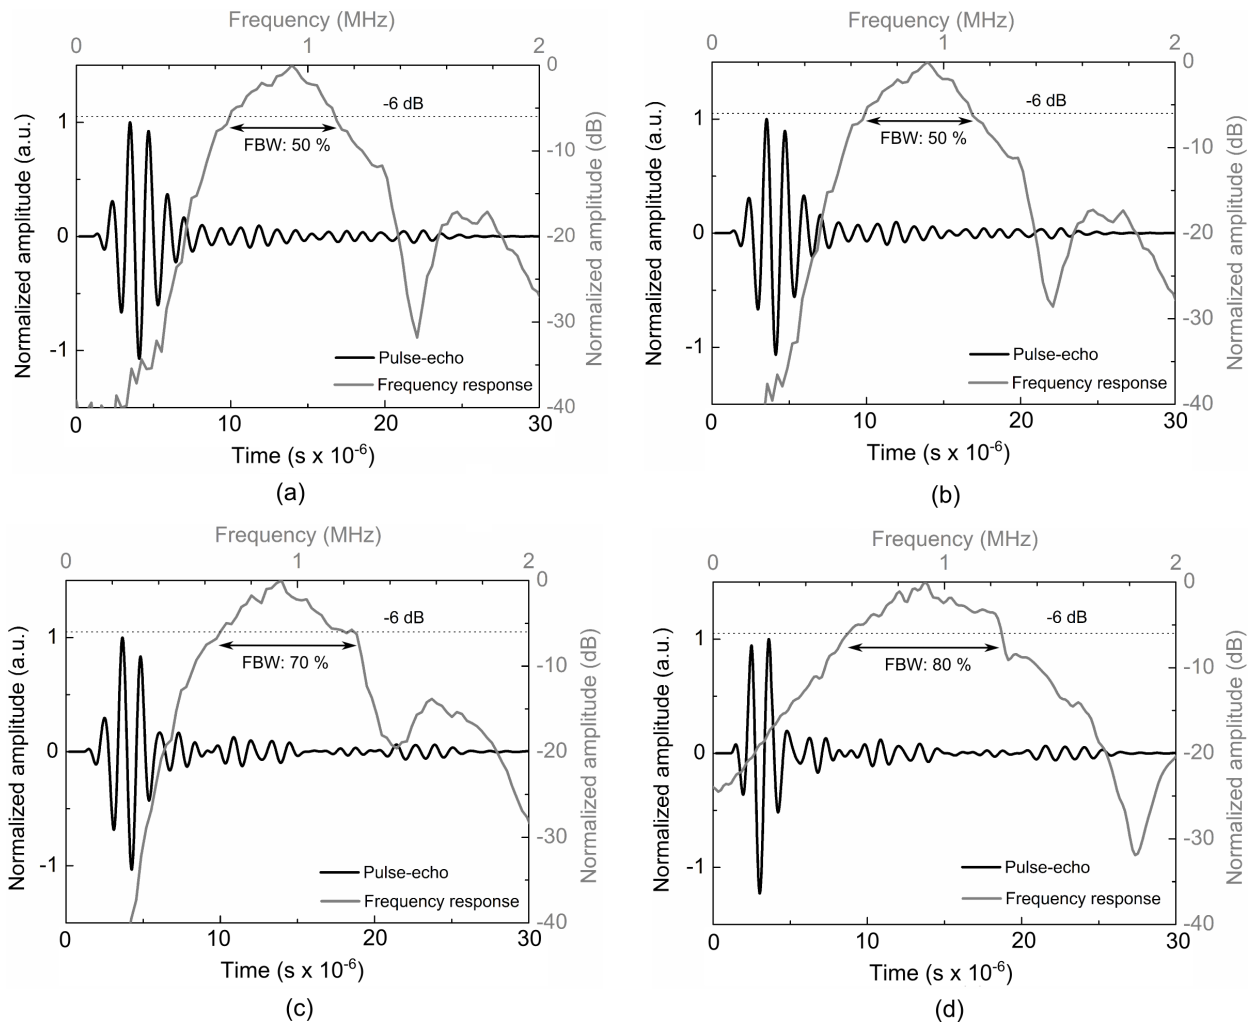 Frequency (MHz)
0 1 2
Normalized amplitude (a.u.)
1
0
-1
0
-10
-20
-30
-40
Normalized amplitude (dB)
-6 dB
FBW: 50 %
Pulse-echo
Frequency response
0 10 20 30
Time (s x 10-6)
(a)
Frequency (MHz)
0 1 2
Normalized amplitude (a.u.)
1
0
-1
0
-10
-20
-30
-40
Normalized amplitude (dB)
-6 dB
FBW: 50 %
Pulse-echo
Frequency response
0 10 20 30
Time (s x 10-6)
(b)
Frequency (MHz)
0 1 2
Normalized amplitude (a.u.)
1
0
-1
0
-10
-20
-30
-40
Normalized amplitude (dB)
-6 dB
FBW: 70 %
Pulse-echo
Frequency response
0 10 20 30
Time (s x 10-6)
(c)
Frequency (MHz)
0 1 2
Normalized amplitude (a.u.)
1
0
-1
0
-10
-20
-30
-40
Normalized amplitude (dB)
-6 dB
FBW: 80 %
Pulse-echo
Frequency response
0 10 20 30
Time (s x 10-6)
(d)